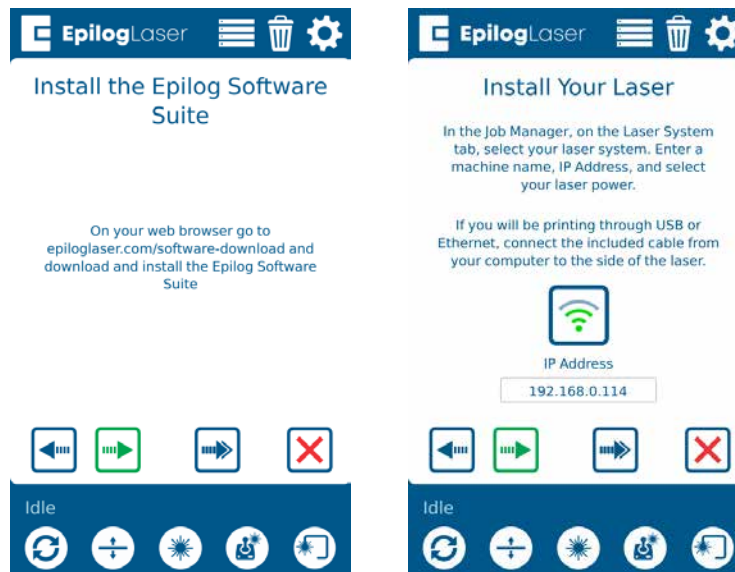 EpilogLaser
Install the Epilog Software
Suite
On your web browser go to
epiloglaser.com/software-download and
download and install the Epilog Software
Suite
Idle
EpilogLaser
Install Your Laser
In the Job Manager, on the Laser System
tab, select your laser system. Enter a
machine name, IP Address, and select
your laser power.
If you will be printing through USB or
Ethernet, connect the included cable from
your computer to the side of the laser.
IP Address
192.168.0.114
Idle